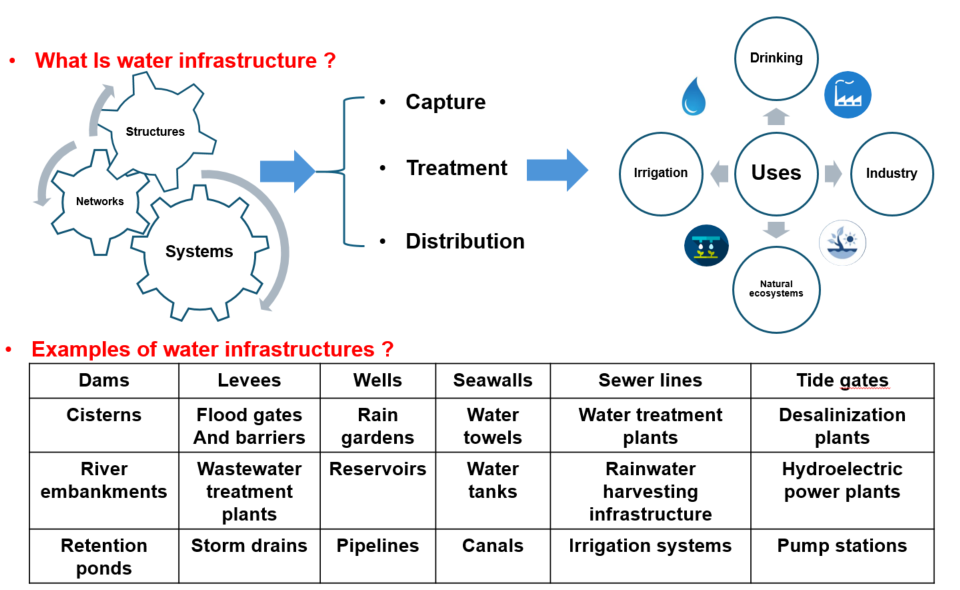 • What Is water infrastructure ?
Structures
Networks
Systems
• Capture
• Treatment
• Distribution
Drinking
Irrigation
Uses
Industry
Natural
ecosystems
• Examples of water infrastructures ?
Dams Levees Wells Seawalls Sewer lines Tide gates
Cisterns Flood gates Rain Water Water treatment Desalinization
And barriers gardens towels plants plants
River Wastewater Reservoirs Water Rainwater Hydroelectric
embankments treatment tanks harvesting power plants
plants infrastructure
Retention Storm drains Pipelines Canals Irrigation systems Pump stations
ponds